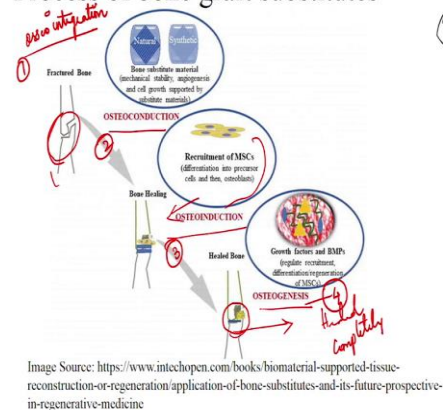 Process of bone graft substitutes
osseointigration
①
Natural
Synthetic
Fractured Bone
Bone substitute material
(mechanical stability, angiogenesis
and cell growth supported by
substitute materials)
OSTEOCONDUCTION
②
Recruitment of MSCs
(differentiation into precursor
cells and then, osteoblasts)
Bone Healing
OSTEOINDUCTION
③
Growth factors and BMPs
(regulate recruitment,
differentiation/regeneration
of MSCs)
Healed Bone
OSTEOGENESIS
④
Healed
completely
Image Source: https://www.intechopen.com/books/biomaterial-supported-tissue-
reconstruction-or-regeneration/application-of-bone-substitutes-and-its-future-prospective-
in-regenerative-medicine